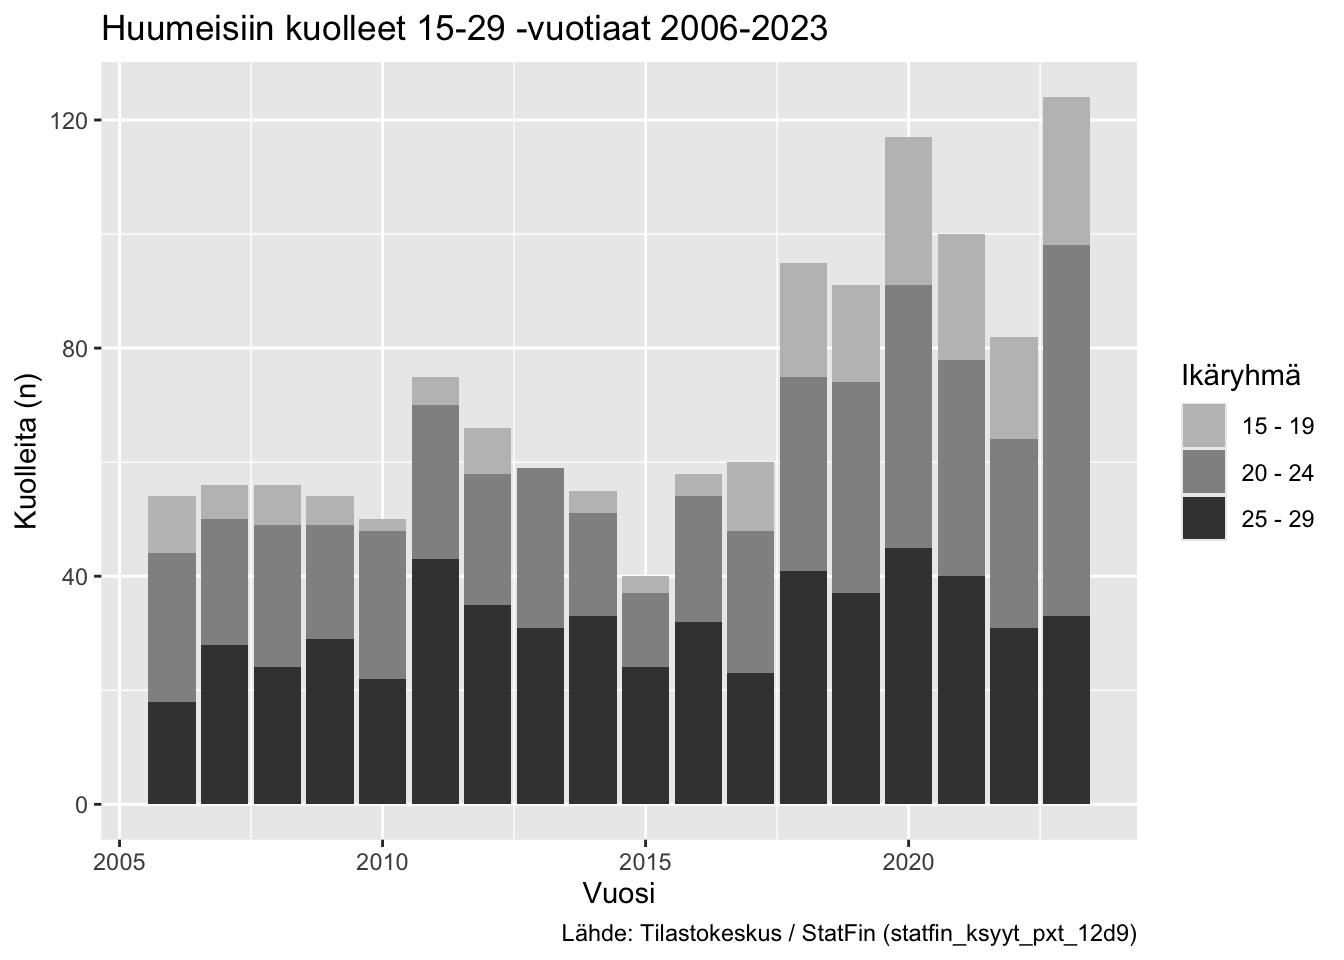 Huumeisiin kuolleet 15-29 -vuotiaat 2006-2023
120
80
40
0
Kuolleita (n)
2005 2010 2015 2020
Vuosi
Ikäryhmä
15 - 19
20 - 24
25 - 29
Lähde: Tilastokeskus / StatFin (statfin_ksyyt_pxt_12d9)